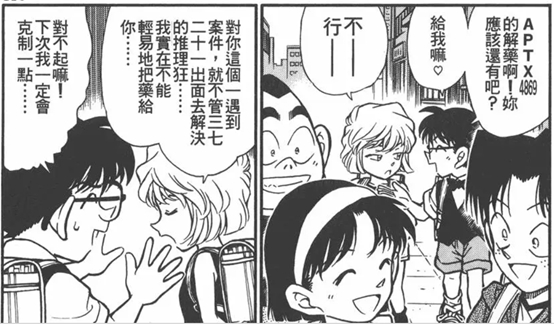 APTX4869
的解藥啊！妳
應該還有吧？
給我嘛♡
不——
行——
對你這個一遇到
案件，就不管三七
二十一出面去解決
的推理狂……
我實在不能
輕易地把藥給
你……
對不起嘛！
下次我一定會
克制一點……